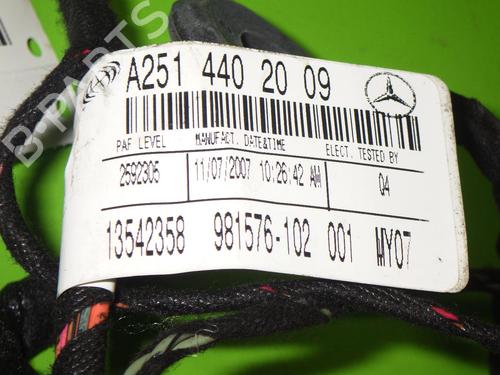 A251 440 20 09
PAF LEVEL MANUFACT. DATE&TIME ELECT. TESTED BY
2592305 11/07/2007 10:26:42 AM 04
13542358 981576-102 001 MY07
B-PARTS